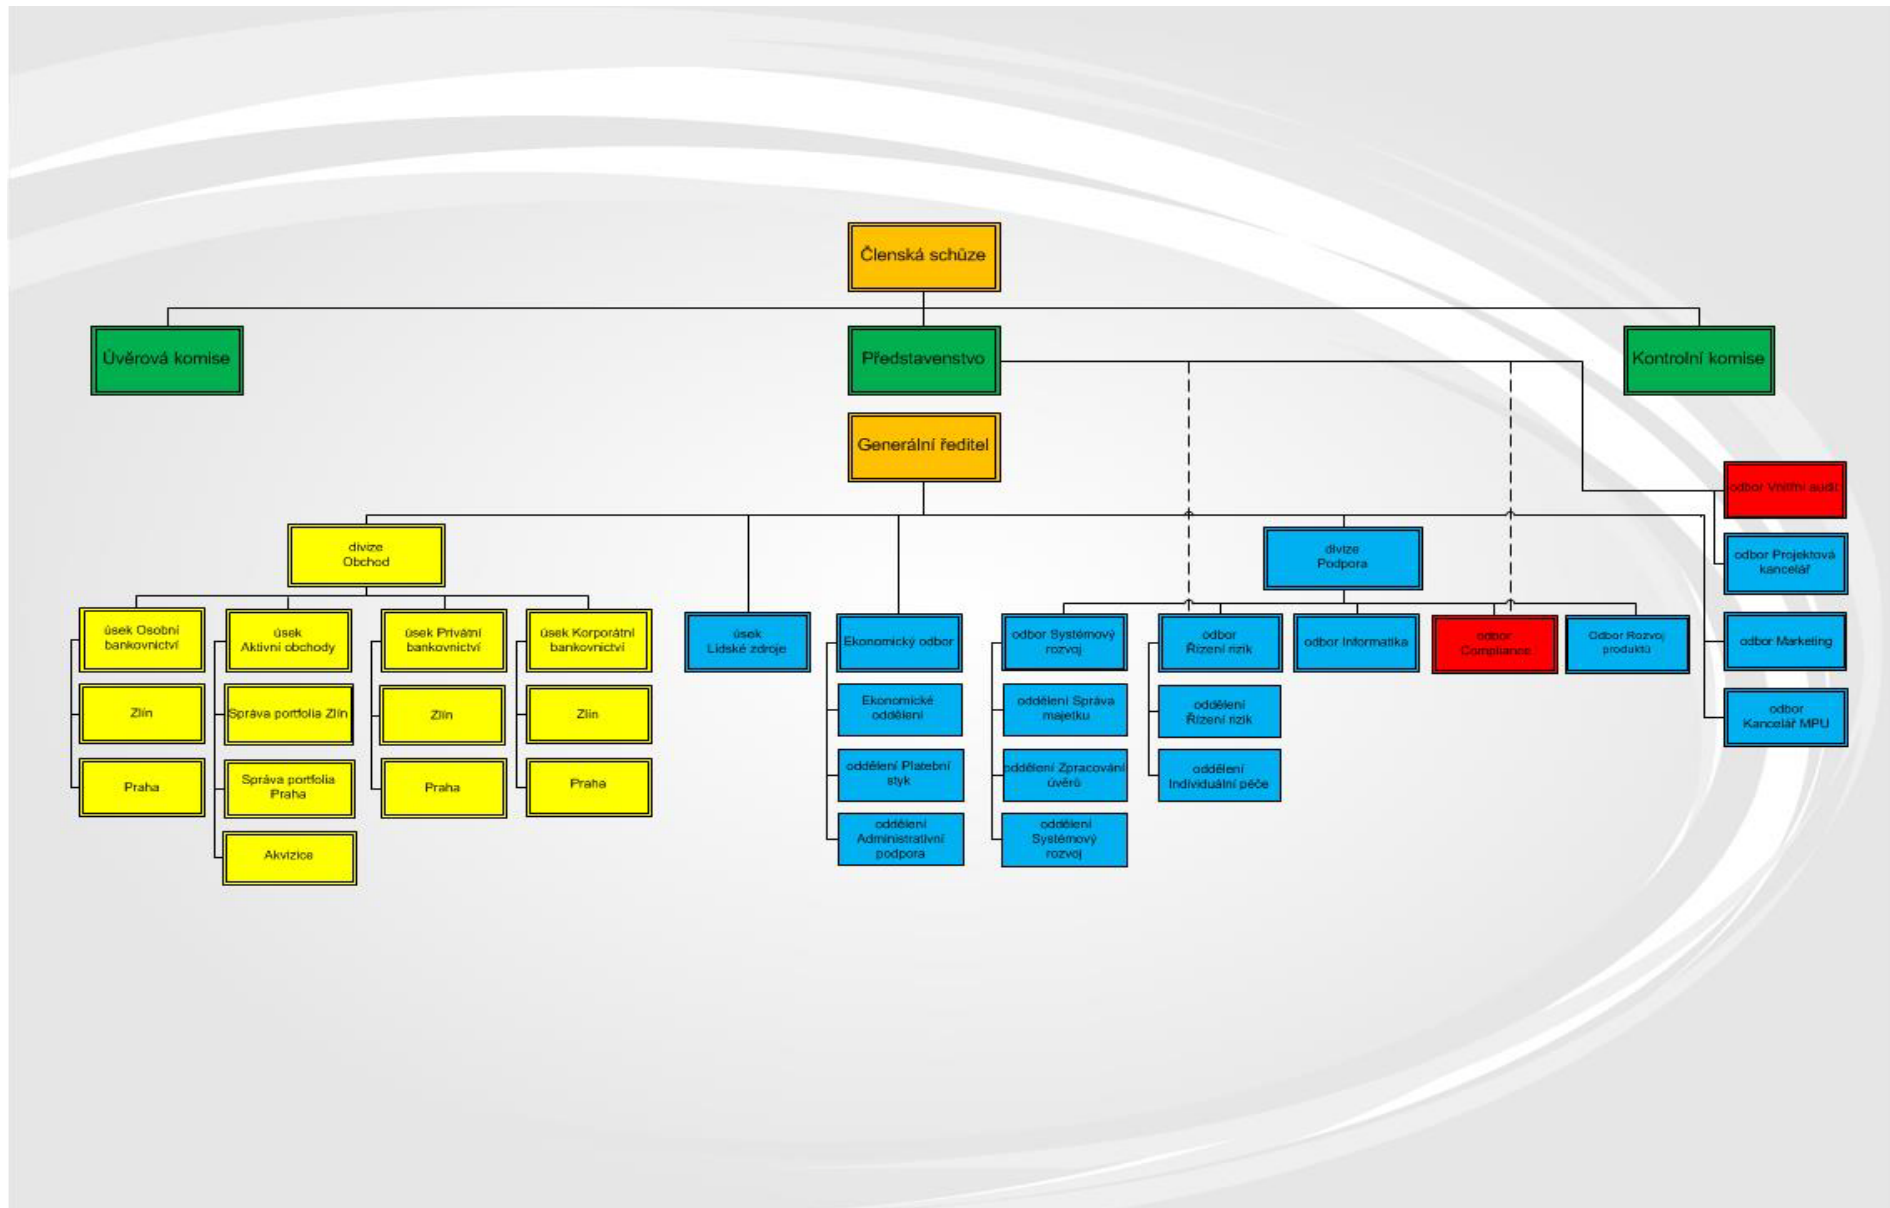 Členská schůze
Úvěrová komise
Představenstvo
Kontrolní komise
Generální ředitel
odbor Vnitřní audit
odbor Projektová
kancelář
odbor Marketing
odbor
Kancelář MPU
divize
Obchod
divize
Podpora
úsek Osobní
bankovnictví
Zlín
Praha
úsek
Aktivní obchody
Správa portfolia Zlín
Správa portfolia
Praha
Akvizice
úsek Privátní
bankovnictví
Zlín
Praha
úsek Korporátní
bankovnictví
Zlín
Praha
úsek
Lidské zdroje
Ekonomický odbor
Ekonomické
oddělení
oddělení Platební
styk
oddělení
Administrativní
podpora
odbor Systémový
rozvoj
oddělení Správa
majetku
oddělení Zpracování
úvěrů
oddělení
Systémový
rozvoj
odbor
Řízení rizik
oddělení
Řízení rizik
oddělení
Individuální péče
odbor Informatika
odbor
Compliance
Odbor Rozvoj
produktů